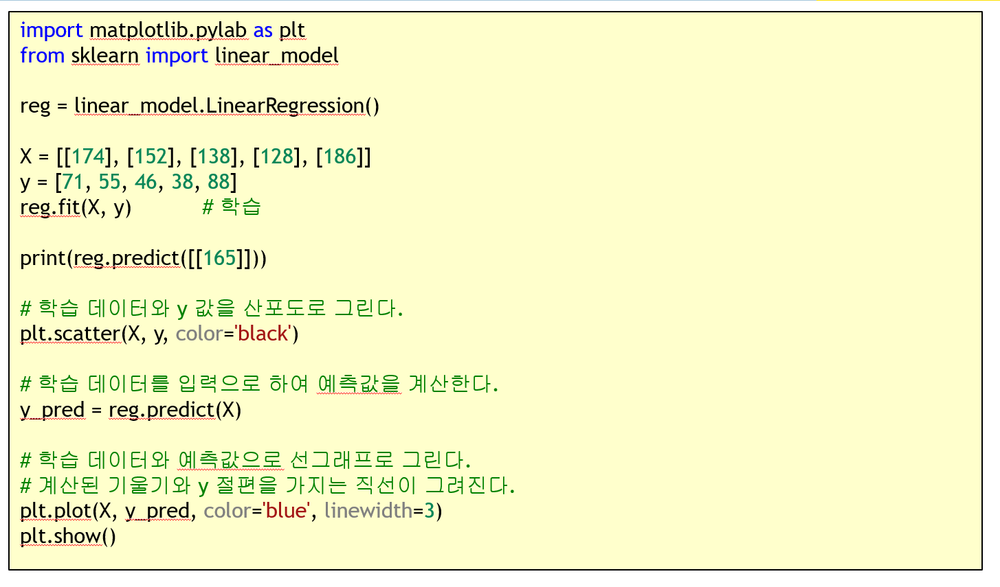 import matplotlib.pylab as plt
from sklearn import linear_model
reg = linear_model.LinearRegression()
X = [[174], [152], [138], [128], [186]]
y = [71, 55, 46, 38, 88]
reg.fit(X, y) # 학습
print(reg.predict([[165]]))
# 학습 데이터와 y 값을 산포도로 그린다.
plt.scatter(X, y, color='black')
# 학습 데이터를 입력으로 하여 예측값을 계산한다.
y_pred = reg.predict(X)
# 학습 데이터와 예측값으로 선그래프로 그린다.
# 계산된 기울기와 y 절편을 가지는 직선이 그려진다.
plt.plot(X, y_pred, color='blue', linewidth=3)
plt.show()